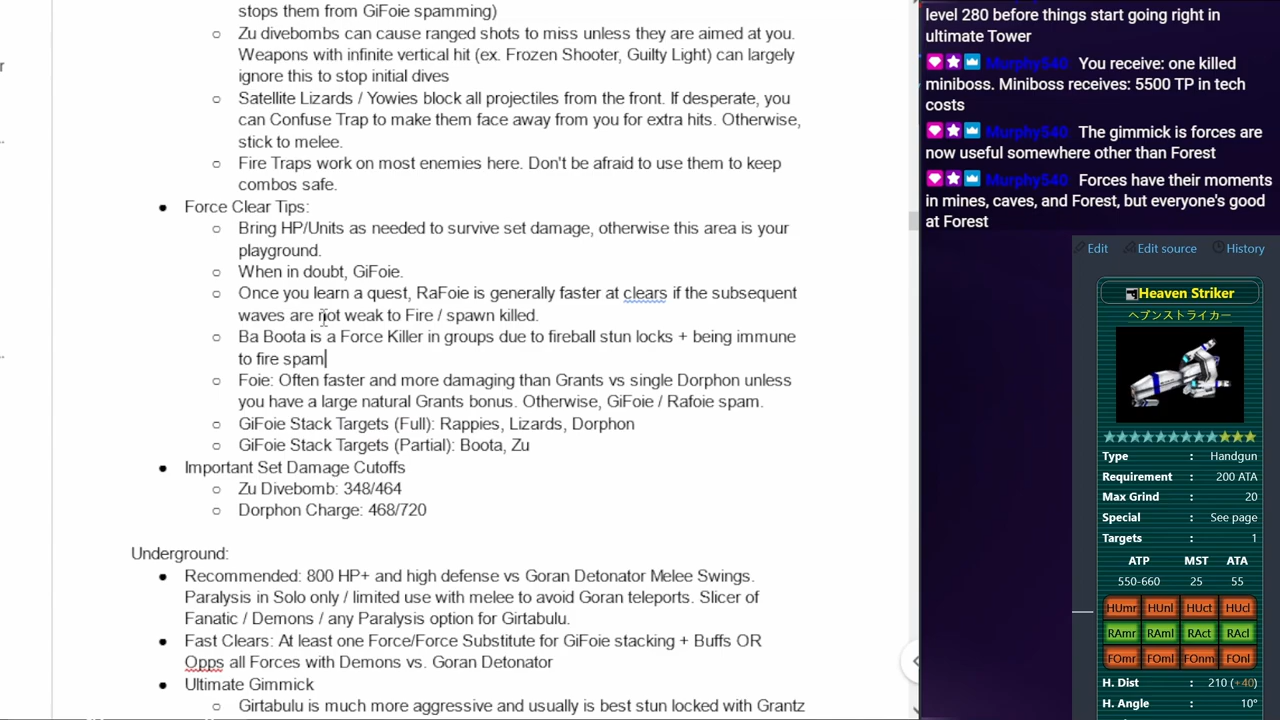 stops them from GiFoie spamming)
Zu divebombs can cause ranged shots to miss unless they are aimed at you.
Weapons with infinite vertical hit (ex. Frozen Shooter, Guilty Light) can largely
ignore this to stop initial dives
Satellite Lizards / Yowies block all projectiles from the front. If desperate, you
can Confuse Trap to make them face away from you for extra hits. Otherwise,
stick to melee.
Fire Traps work on most enemies here. Don't be afraid to use them to keep
combos safe.
Force Clear Tips:
Bring HP/Units as needed to survive set damage, otherwise this area is your
playground.
When in doubt, GiFoie.
Once you learn a quest, RaFoie is generally faster at clears if the subsequent
waves are not weak to Fire / spawn killed.
Ba Boota is a Force Killer in groups due to fireball stun locks + being immune
to fire spam
Foie: Often faster and more damaging than Grants vs single Dorphon unless
you have a large natural Grants bonus. Otherwise, GiFoie / Rafoie spam.
GiFoie Stack Targets (Full): Rappies, Lizards, Dorphon
GiFoie Stack Targets (Partial): Boota, Zu
Important Set Damage Cutoffs
Zu Divebomb: 348/464
Dorphon Charge: 468/720
Underground:
Recommended: 800 HP+ and high defense vs Goran Detonator Melee Swings.
Paralysis in Solo only / limited use with melee to avoid Goran teleports. Slicer of
Fanatic / Demons / any Paralysis option for Girtabulu.
Fast Clears: At least one Force/Force Substitute for GiFoie stacking + Buffs OR
Opps all Forces with Demons vs. Goran Detonator
Ultimate Gimmick
Girtabulu is much more aggressive and usually is best stun locked with Grantz
level 280 before things start going right in
ultimate Tower
Murphy540 You receive: one killed
miniboss. Miniboss receives: 5500 TP in tech
costs
Murphy540 The gimmick is forces are
now useful somewhere other than Forest
Murphy540 Forces have their moments
in mines, caves, and Forest, but everyone's good
at Forest
Edit Edit source History
Heaven Striker
ヘブンストライカー
Type : Handgun
Requirement : 200 ATA
Max Grind : 20
Special : See page
Targets : 1
ATP MST ATA
550-660 25 55
HUmr HUnl HUct HUcl
RAmr RAml RAct RAcl
FOmr FOml FOnm FOnl
H. Dist : 210 (+40)
H. Angle : 10°